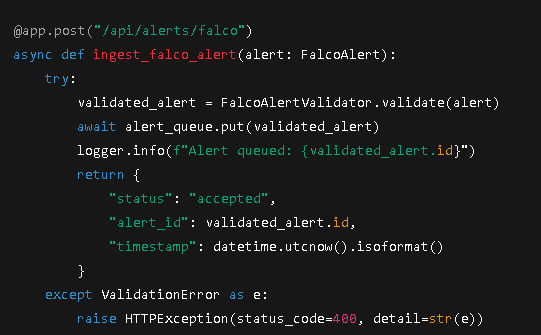 @app.post("/api/alerts/falco")
async def ingest_falco_alert(alert: FalcoAlert):
    try:
        validated_alert = FalcoAlertValidator.validate(alert)
        await alert_queue.put(validated_alert)
        logger.info(f"Alert queued: {validated_alert.id}")
        return {
            "status": "accepted",
            "alert_id": validated_alert.id,
            "timestamp": datetime.utcnow().isoformat()
        }
    except ValidationError as e:
        raise HTTPException(status_code=400, detail=str(e))